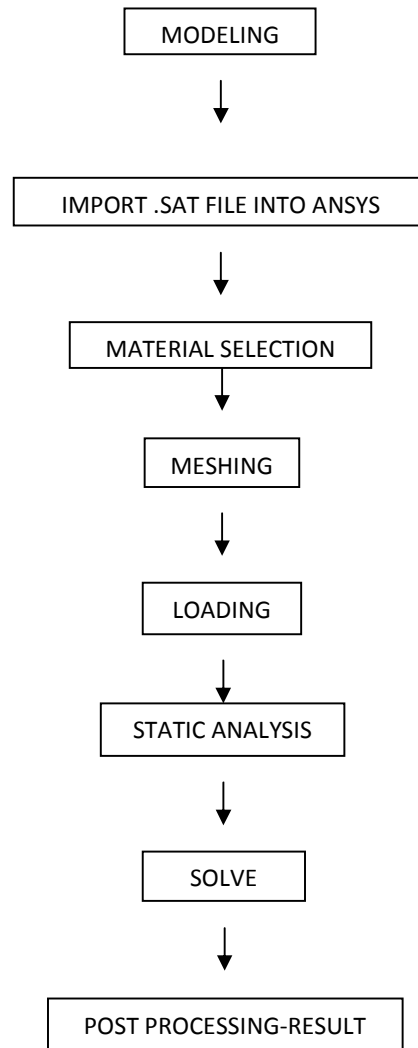 MODELING
IMPORT .SAT FILE INTO ANSYS
MATERIAL SELECTION
MESHING
LOADING
STATIC ANALYSIS
SOLVE
POST PROCESSING-RESULT